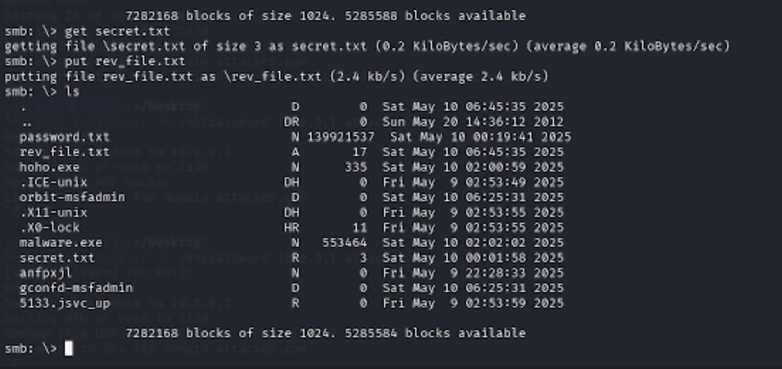 7282168 blocks of size 1024. 5285588 blocks available
smb: \> get secret.txt
getting file \secret.txt of size 3 as secret.txt (0.2 KiloBytes/sec) (average 0.2 KiloBytes/sec)
smb: \> put rev_file.txt
putting file rev_file.txt as \rev_file.txt (2.4 kb/s) (average 2.4 kb/s)
smb: \> ls
. D 0 Sat May 10 06:45:35 2025
.. DR 0 Sun May 20 14:36:12 2012
password.txt N 139921537 Sat May 10 00:19:41 2025
rev_file.txt A 17 Sat May 10 06:45:35 2025
hoho.exe N 335 Sat May 10 02:00:59 2025
.ICE-unix DH 0 Fri May 9 02:53:49 2025
orbit-msfadmin D 0 Sat May 10 06:25:31 2025
.X11-unix DH 0 Fri May 9 02:53:55 2025
.X0-lock HR 11 Fri May 9 02:53:55 2025
malware.exe N 553464 Sat May 10 02:02:02 2025
secret.txt R 3 Sat May 10 00:01:58 2025
anfpxjl N 0 Fri May 9 22:28:33 2025
gconfd-msfadmin D 0 Sat May 10 06:25:31 2025
5133.jsvc_up R 0 Fri May 9 02:53:59 2025
7282168 blocks of size 1024. 5285584 blocks available
smb: \>